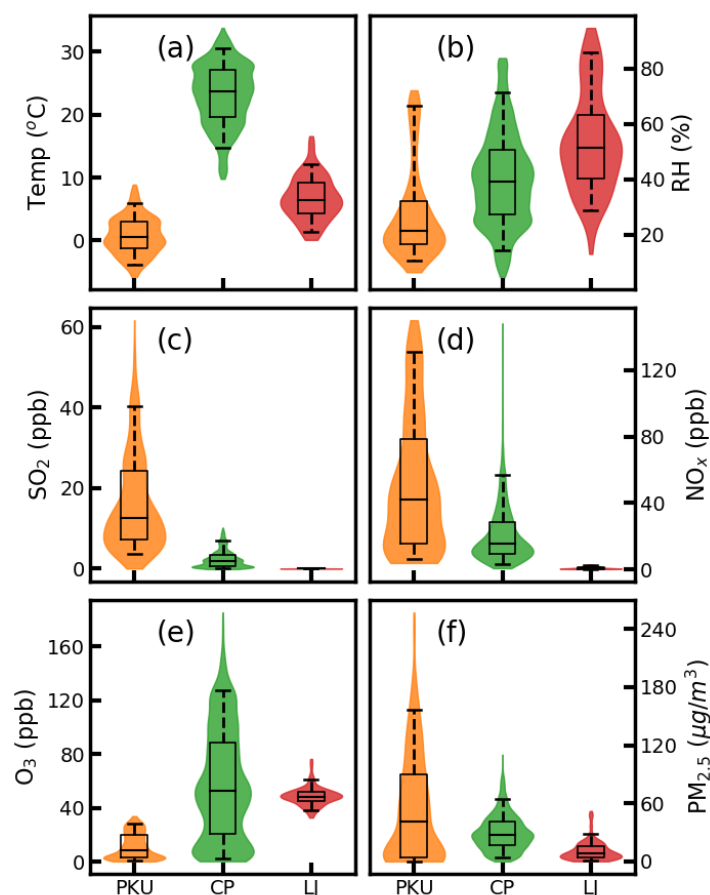 (a)
Temp (°C)
30
20
10
0
(b)
RH (%)
80
60
40
20
(c)
SO₂ (ppb)
60
40
20
0
(d)
NOₓ (ppb)
120
80
40
0
(e)
O₃ (ppb)
160
120
80
40
0
PKU CP LI
(f)
PM₂.₅ (μg/m³)
240
180
120
60
0
PKU CP LI